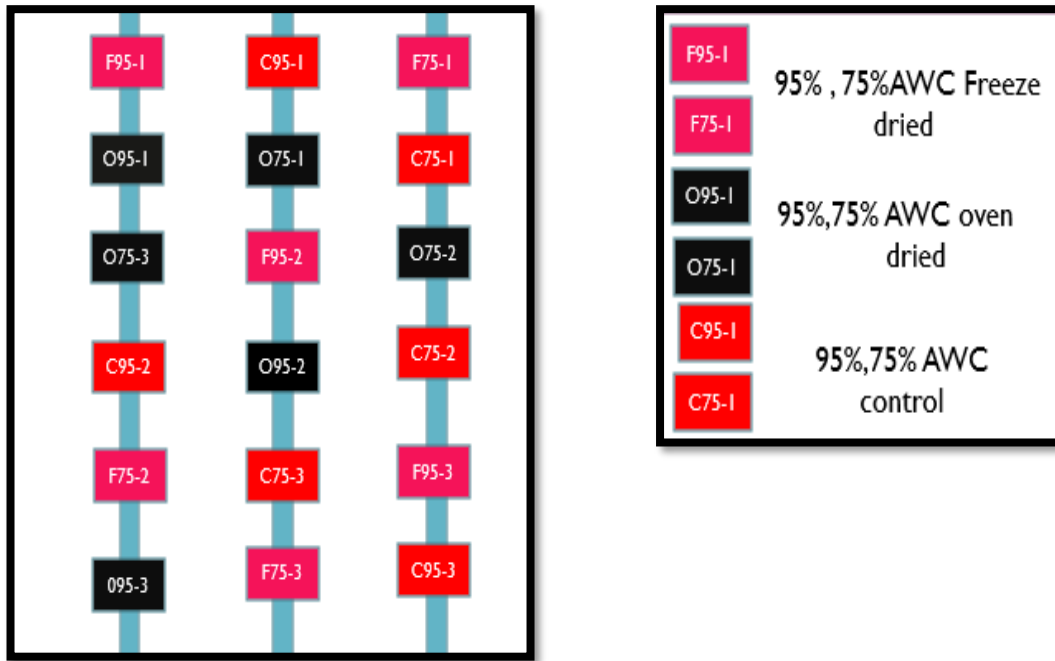 F95-1 C95-1 F75-1
O95-1 O75-1 C75-1
O75-3 F95-2 O75-2
C95-2 O95-2 C75-2
F75-2 C75-3 F95-3
095-3 F75-3 C95-3
F95-1
F75-1
95% , 75%AWC Freeze
dried
O95-1
O75-1
95%,75% AWC oven
dried
C95-1
C75-1
95%,75% AWC
control